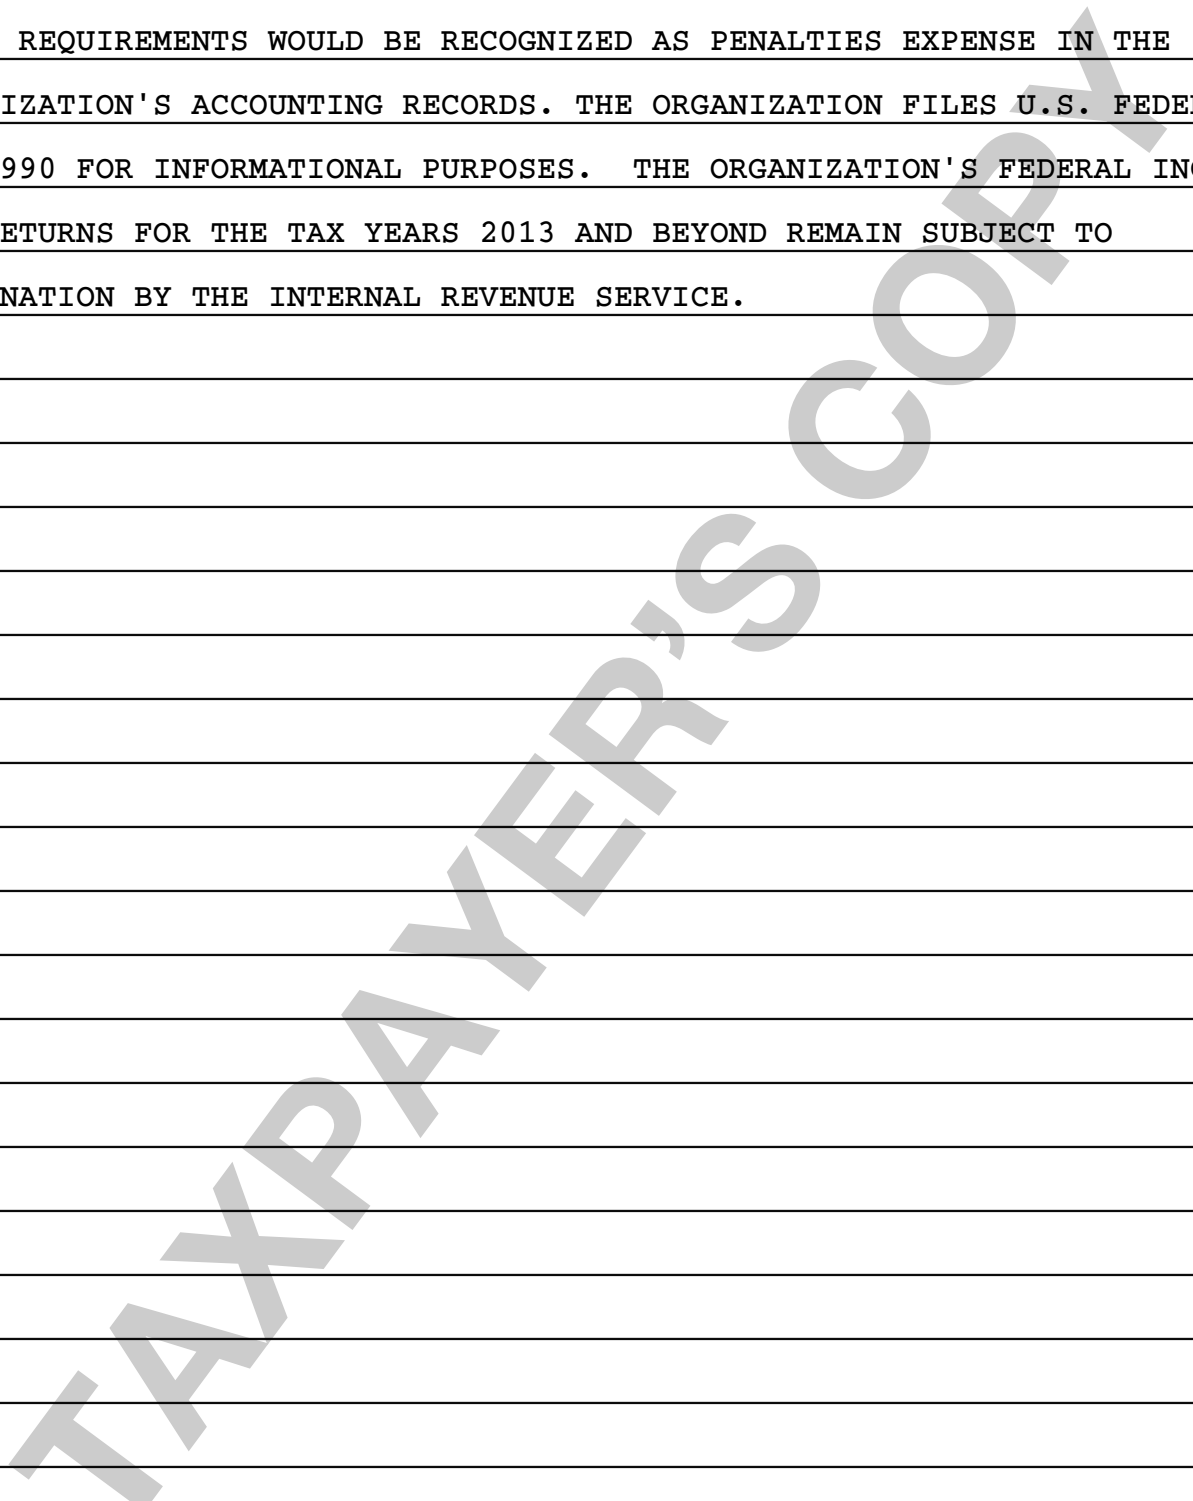 REQUIREMENTS WOULD BE RECOGNIZED AS PENALTIES EXPENSE IN THE
IZATION'S ACCOUNTING RECORDS. THE ORGANIZATION FILES U.S. FEDE
990 FOR INFORMATIONAL PURPOSES. THE ORGANIZATION'S FEDERAL IN
ETURNS FOR THE TAX YEARS 2013 AND BEYOND REMAIN SUBJECT TO
NATION BY THE INTERNAL REVENUE SERVICE.
TAXPAYER'S COPY